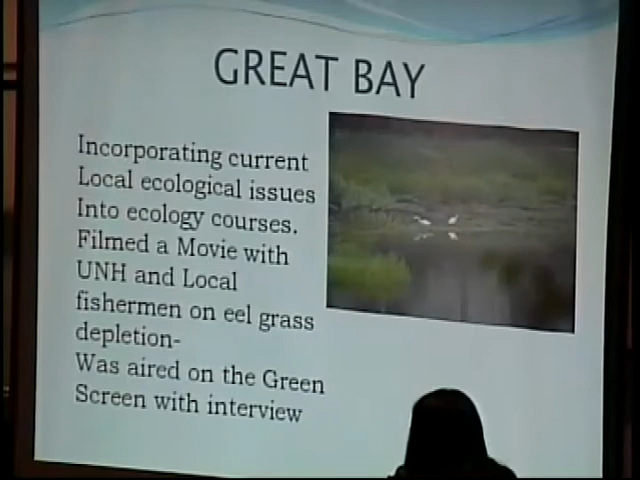 GREAT BAY
Incorporating current
Local ecological issues
Into ecology courses.
Filmed a Movie with
UNH and Local
fishermen on eel grass
depletion-
Was aired on the Green
Screen with interview